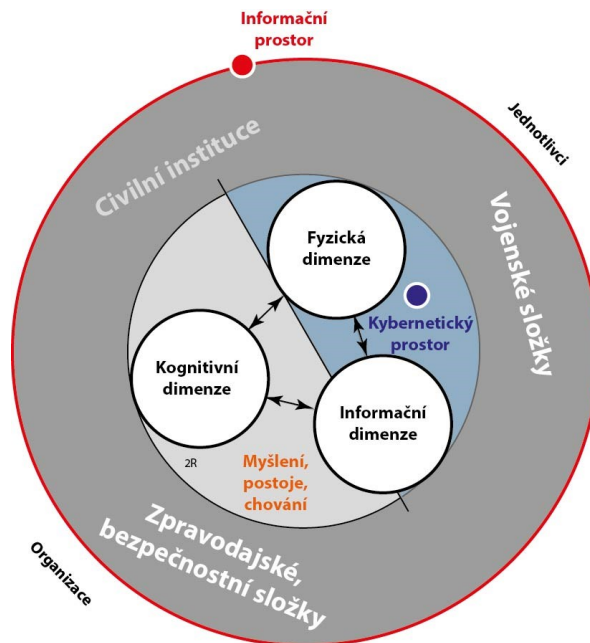 Informační
prostor
Jednotlivci
Civilní instituce
Vojenské složky
Fyzická
dimenze
Kybernetický
prostor
Kognitivní
dimenze
Informační
dimenze
2R
Myšlení,
postoje,
chování
Zpravodajské,
bezpečnostní složky
Organizace